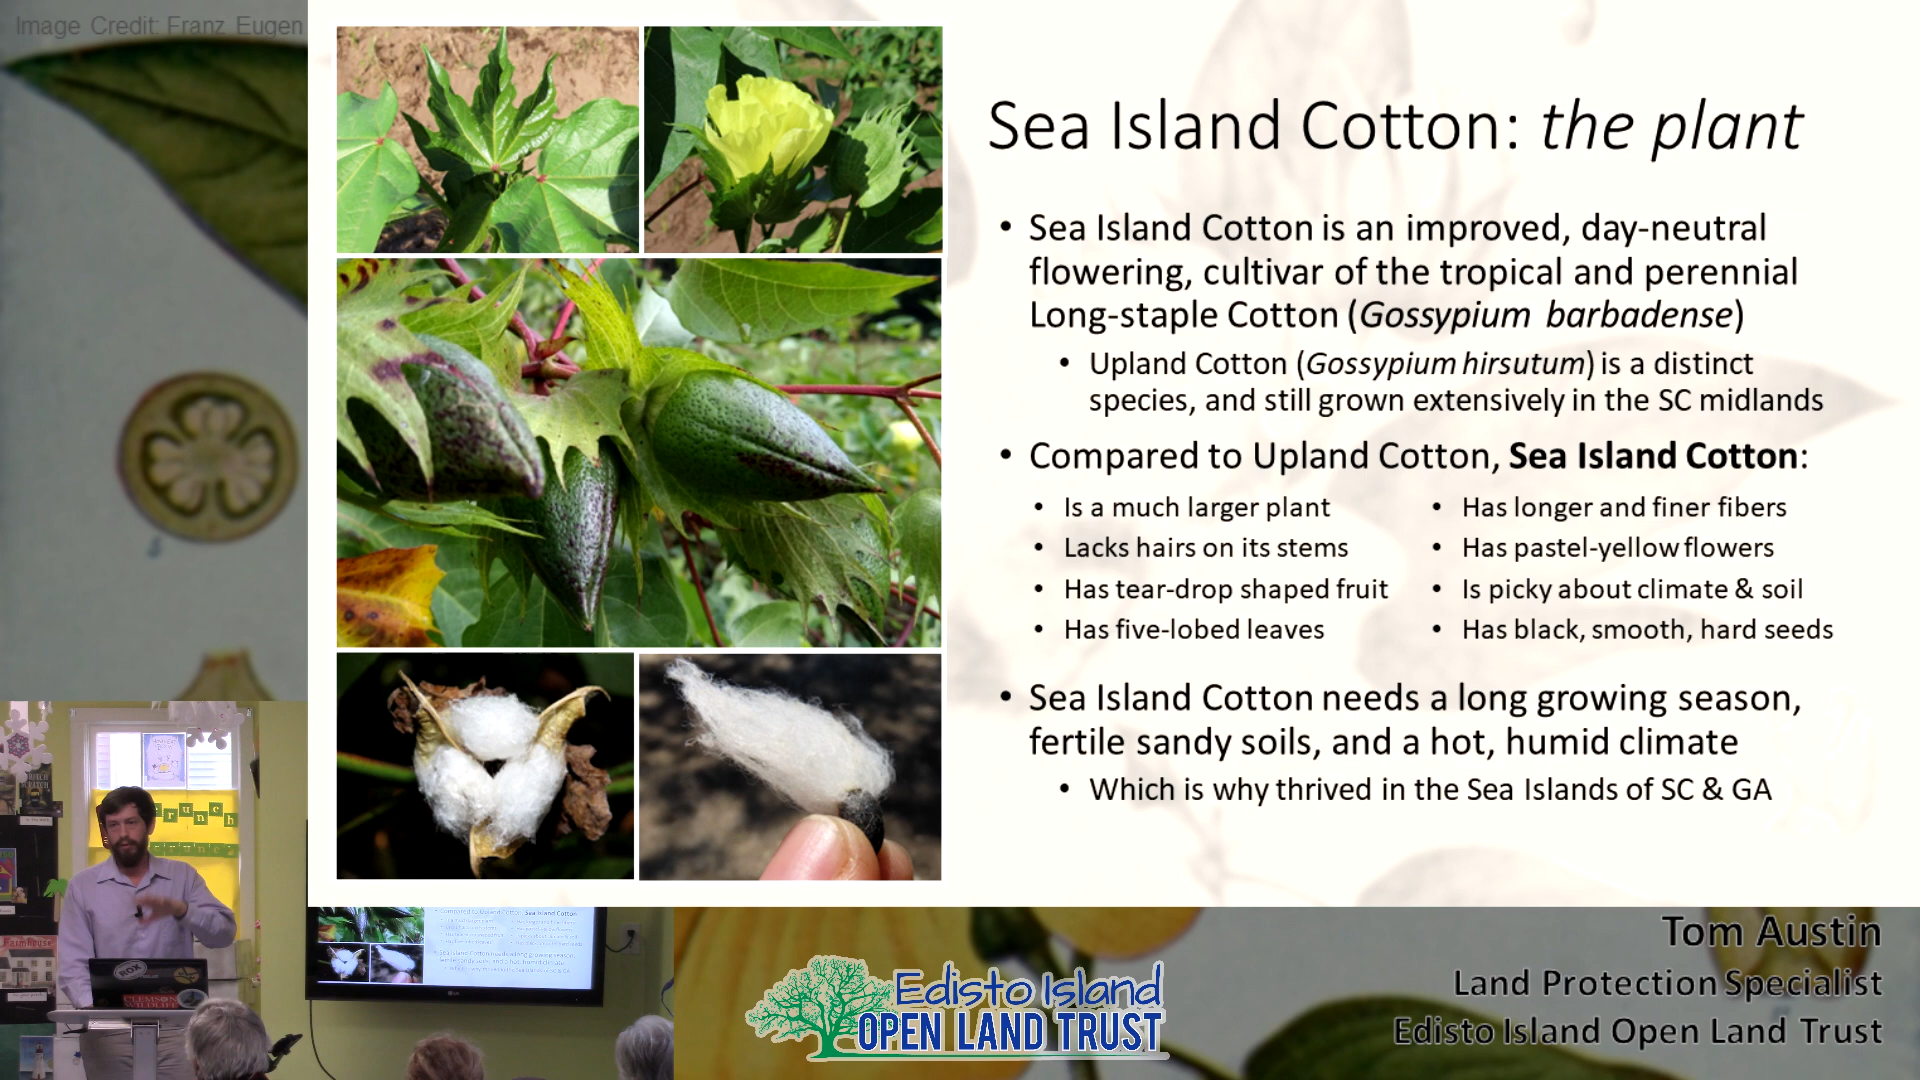 Image Credit: Franz Eugen
Sea Island Cotton: the plant
• Sea Island Cotton is an improved, day-neutral
flowering, cultivar of the tropical and perennial
Long-staple Cotton (Gossypium barbadense)
• Upland Cotton (Gossypium hirsutum) is a distinct
species, and still grown extensively in the SC midlands
• Compared to Upland Cotton, Sea Island Cotton:
• Is a much larger plant
• Lacks hairs on its stems
• Has tear-drop shaped fruit
• Has five-lobed leaves
• Has longer and finer fibers
• Has pastel-yellow flowers
• Is picky about climate & soil
• Has black, smooth, hard seeds
• Sea Island Cotton needs a long growing season,
fertile sandy soils, and a hot, humid climate
• Which is why thrived in the Sea Islands of SC & GA
ROX
CLEMSON
WILDLIFE
Farmhouse
LG
Edisto Island
OPEN LAND TRUST
Tom Austin
Land Protection Specialist
Edisto Island Open Land Trust